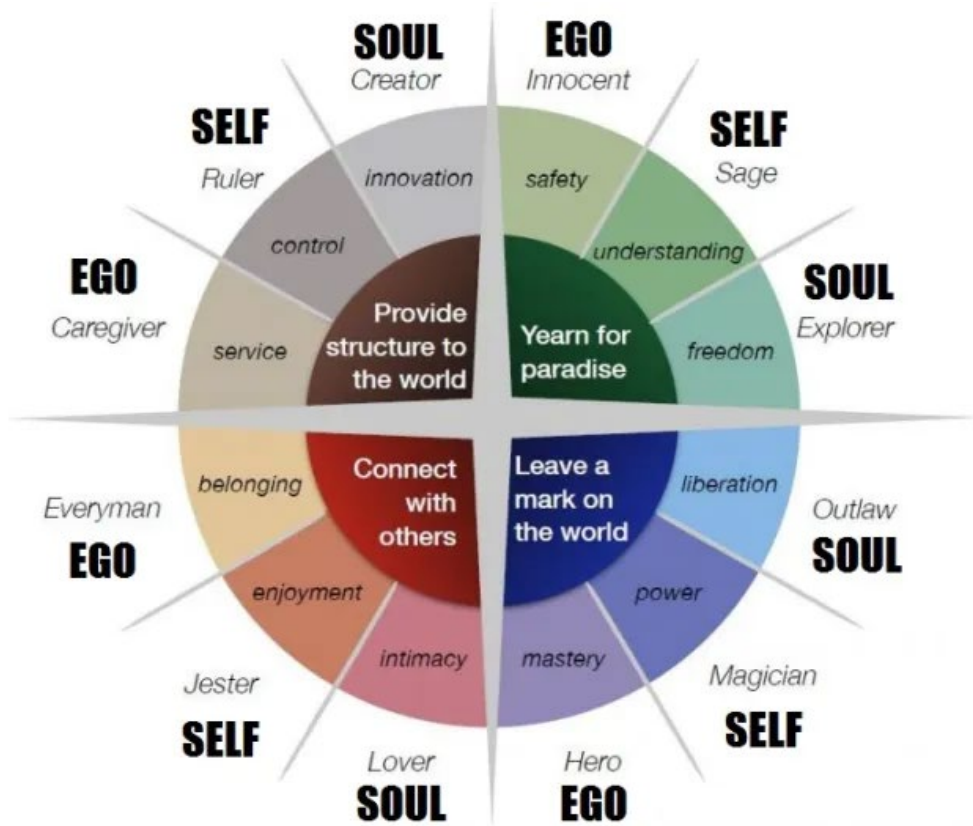 SOUL
Creator
EGO
Innocent
SELF
Ruler
SELF
Sage
innovation
safety
control
understanding
EGO
Caregiver
SOUL
Explorer
service
freedom
Provide
structure to
the world
Yearn for
paradise
Connect
with
others
Leave a
mark on
the world
belonging
liberation
Everyman
EGO
Outlaw
SOUL
enjoyment
power
intimacy
mastery
Jester
SELF
Magician
SELF
Lover
SOUL
Hero
EGO